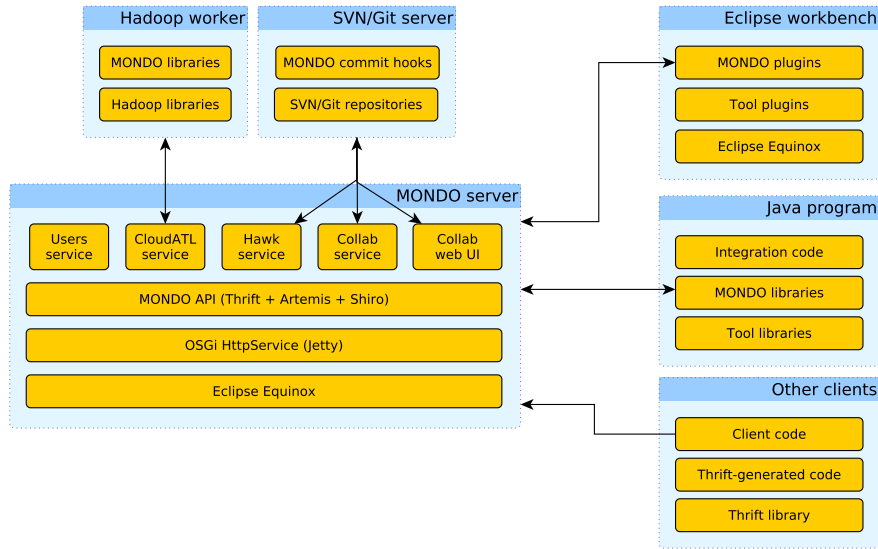 Hadoop worker
MONDO libraries
Hadoop libraries
SVN/Git server
MONDO commit hooks
SVN/Git repositories
Eclipse workbench
MONDO plugins
Tool plugins
Eclipse Equinox
MONDO server
Users
service
CloudATL
service
Hawk
service
Collab
service
Collab
web UI
MONDO API (Thrift + Artemis + Shiro)
OSGi HttpService (Jetty)
Eclipse Equinox
Java program
Integration code
MONDO libraries
Tool libraries
Other clients
Client code
Thrift-generated code
Thrift library